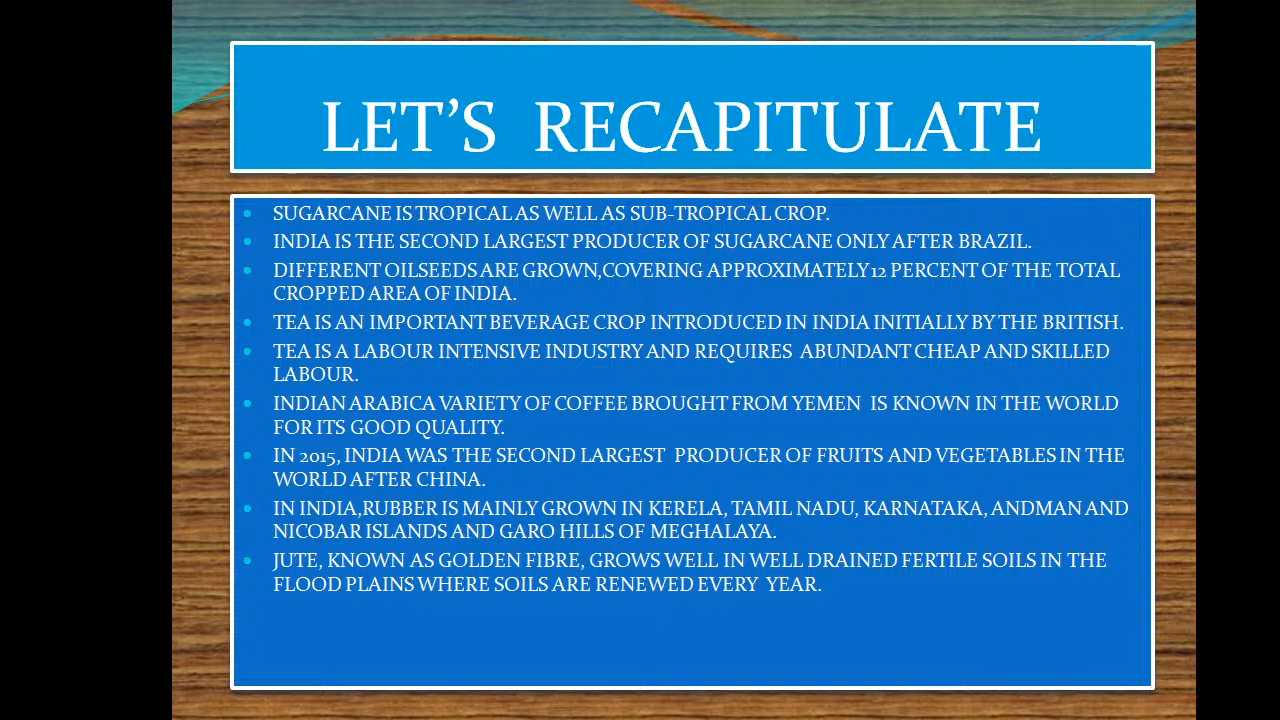 LET'S RECAPITULATE
SUGARCANE IS TROPICAL AS WELL AS SUB-TROPICAL CROP.
INDIA IS THE SECOND LARGEST PRODUCER OF SUGARCANE ONLY AFTER BRAZIL.
DIFFERENT OILSEEDS ARE GROWN,COVERING APPROXIMATELY 12 PERCENT OF THE TOTAL
CROPPED AREA OF INDIA.
TEA IS AN IMPORTANT BEVERAGE CROP INTRODUCED IN INDIA INITIALLY BY THE BRITISH.
TEA IS A LABOUR INTENSIVE INDUSTRY AND REQUIRES ABUNDANT CHEAP AND SKILLED
LABOUR.
INDIAN ARABICA VARIETY OF COFFEE BROUGHT FROM YEMEN IS KNOWN IN THE WORLD
FOR ITS GOOD QUALITY.
IN 2015, INDIA WAS THE SECOND LARGEST PRODUCER OF FRUITS AND VEGETABLES IN THE
WORLD AFTER CHINA.
IN INDIA,RUBBER IS MAINLY GROWN IN KERELA, TAMIL NADU, KARNATAKA, ANDMAN AND
NICOBAR ISLANDS AND GARO HILLS OF MEGHALAYA.
JUTE, KNOWN AS GOLDEN FIBRE, GROWS WELL IN WELL DRAINED FERTILE SOILS IN THE
FLOOD PLAINS WHERE SOILS ARE RENEWED EVERY YEAR.